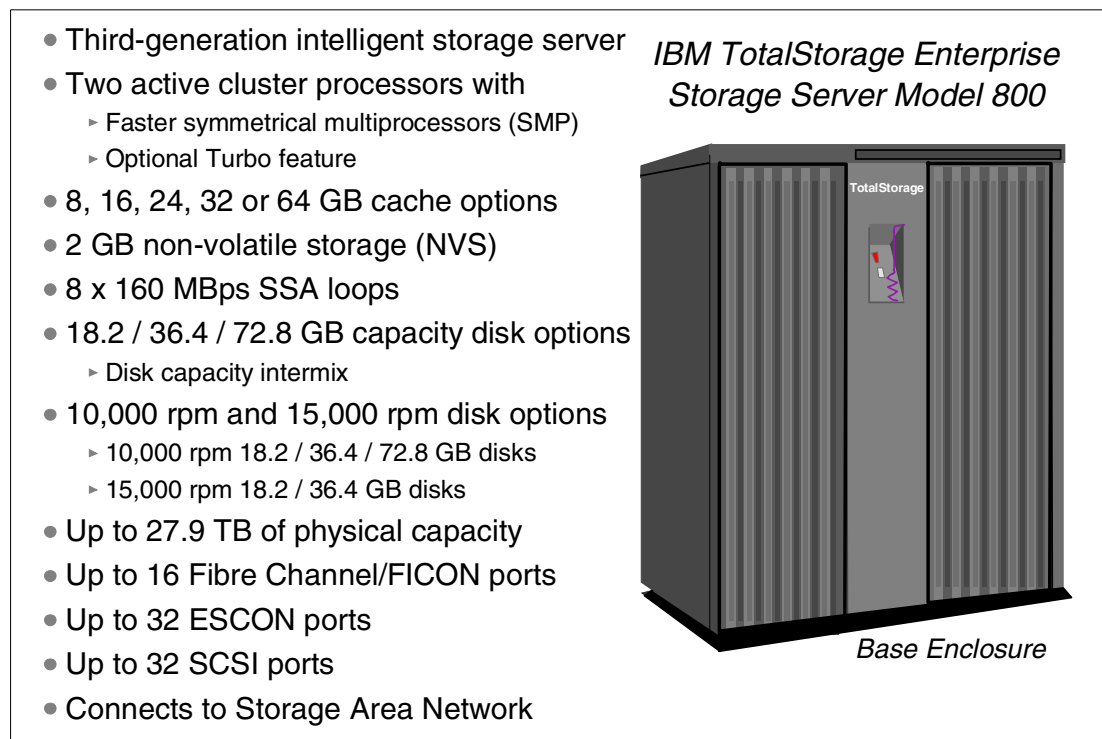 • Third-generation intelligent storage server
• Two active cluster processors with
▸ Faster symmetrical multiprocessors (SMP)
▸ Optional Turbo feature
• 8, 16, 24, 32 or 64 GB cache options
• 2 GB non-volatile storage (NVS)
• 8 x 160 MBps SSA loops
• 18.2 / 36.4 / 72.8 GB capacity disk options
▸ Disk capacity intermix
• 10,000 rpm and 15,000 rpm disk options
▸ 10,000 rpm 18.2 / 36.4 / 72.8 GB disks
▸ 15,000 rpm 18.2 / 36.4 GB disks
• Up to 27.9 TB of physical capacity
• Up to 16 Fibre Channel/FICON ports
• Up to 32 ESCON ports
• Up to 32 SCSI ports
• Connects to Storage Area Network
IBM TotalStorage Enterprise
Storage Server Model 800
TotalStorage
Base Enclosure